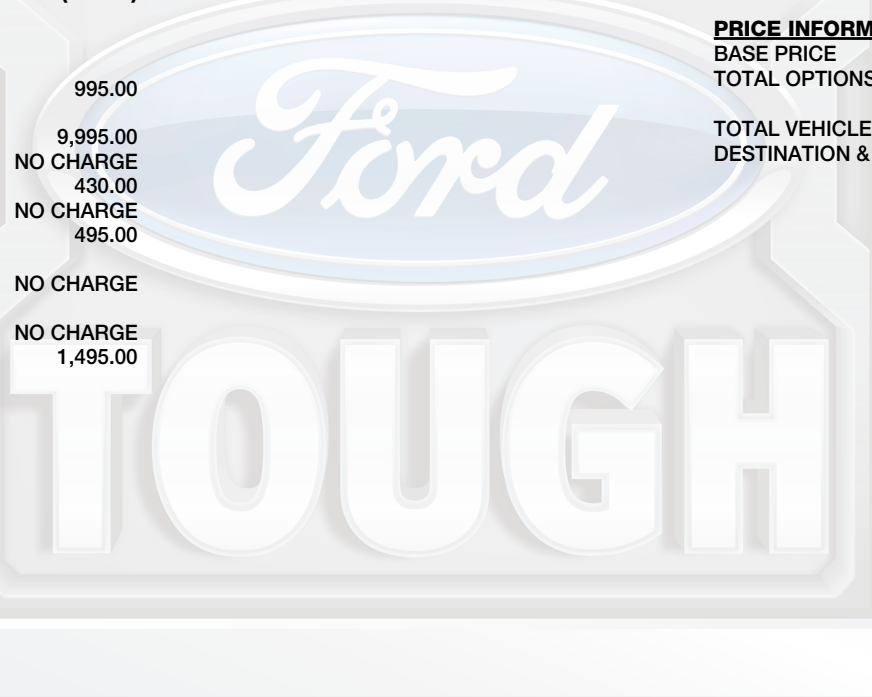 995.00
9,995.00
NO CHARGE
430.00
NO CHARGE
495.00
NO CHARGE
NO CHARGE
1,495.00
PRICE INFORM
BASE PRICE
TOTAL OPTIONS
TOTAL VEHICLE
DESTINATION &
Ford
TOUGH